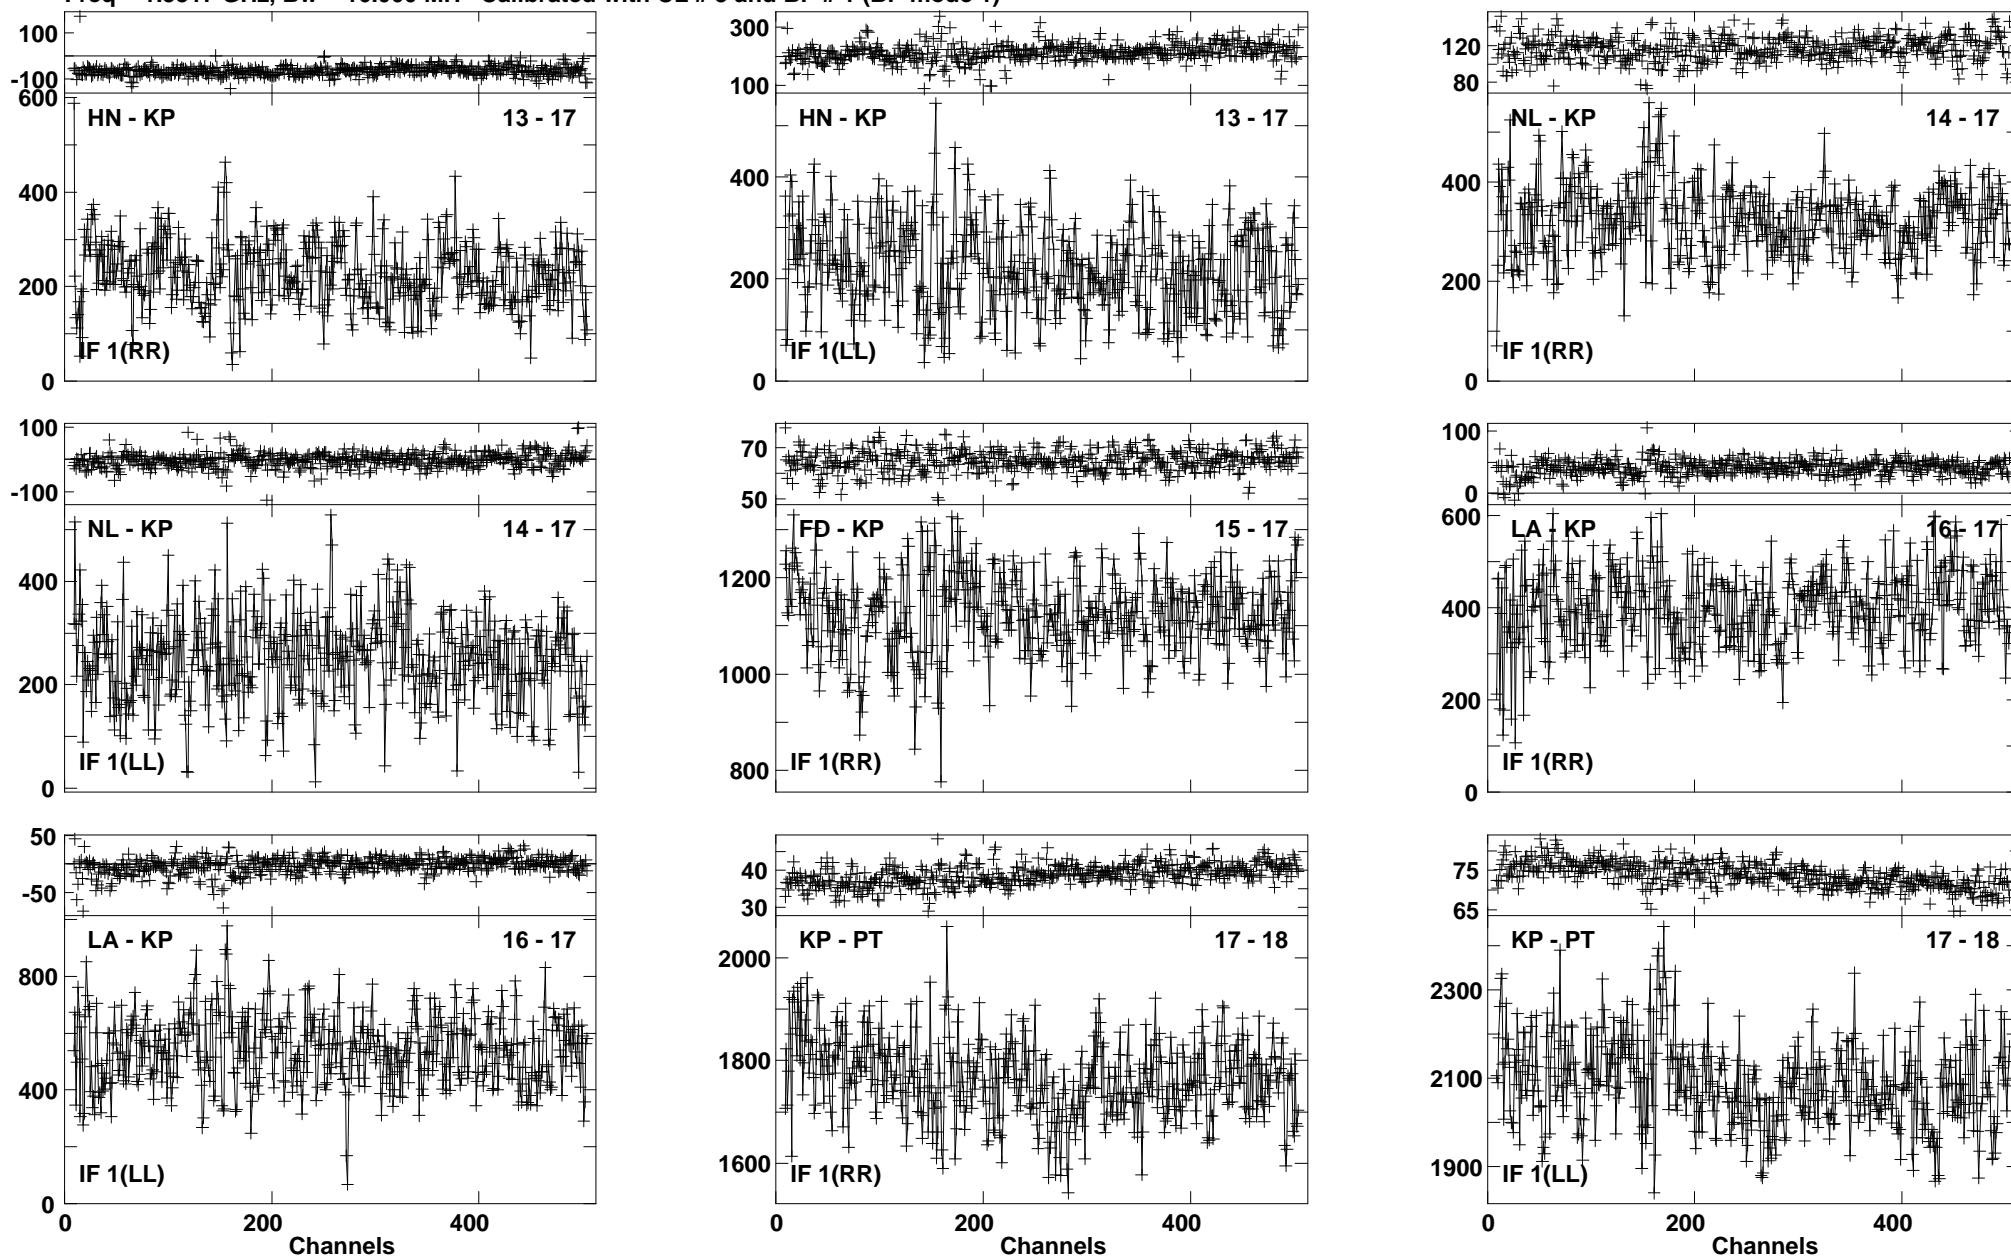 100
-100
600
400
200
0
HN - KP 13 - 17
IF 1(RR)
300
100
400
200
0
HN - KP 13 - 17
IF 1(LL)
120
80
400
200
0
NL - KP 14 - 17
IF 1(RR)
100
-100
400
200
0
NL - KP 14 - 17
IF 1(LL)
70
50
1200
1000
800
FD - KP 15 - 17
IF 1(RR)
100
0
600
400
200
0
LA - KP 16 - 17
IF 1(RR)
50
-50
800
400
0
LA - KP 16 - 17
IF 1(LL)
0 200 400
Channels
40
30
2000
1800
1600
KP - PT 17 - 18
IF 1(RR)
0 200 400
Channels
75
65
2300
2100
1900
KP - PT 17 - 18
IF 1(LL)
0 200 400
Channels